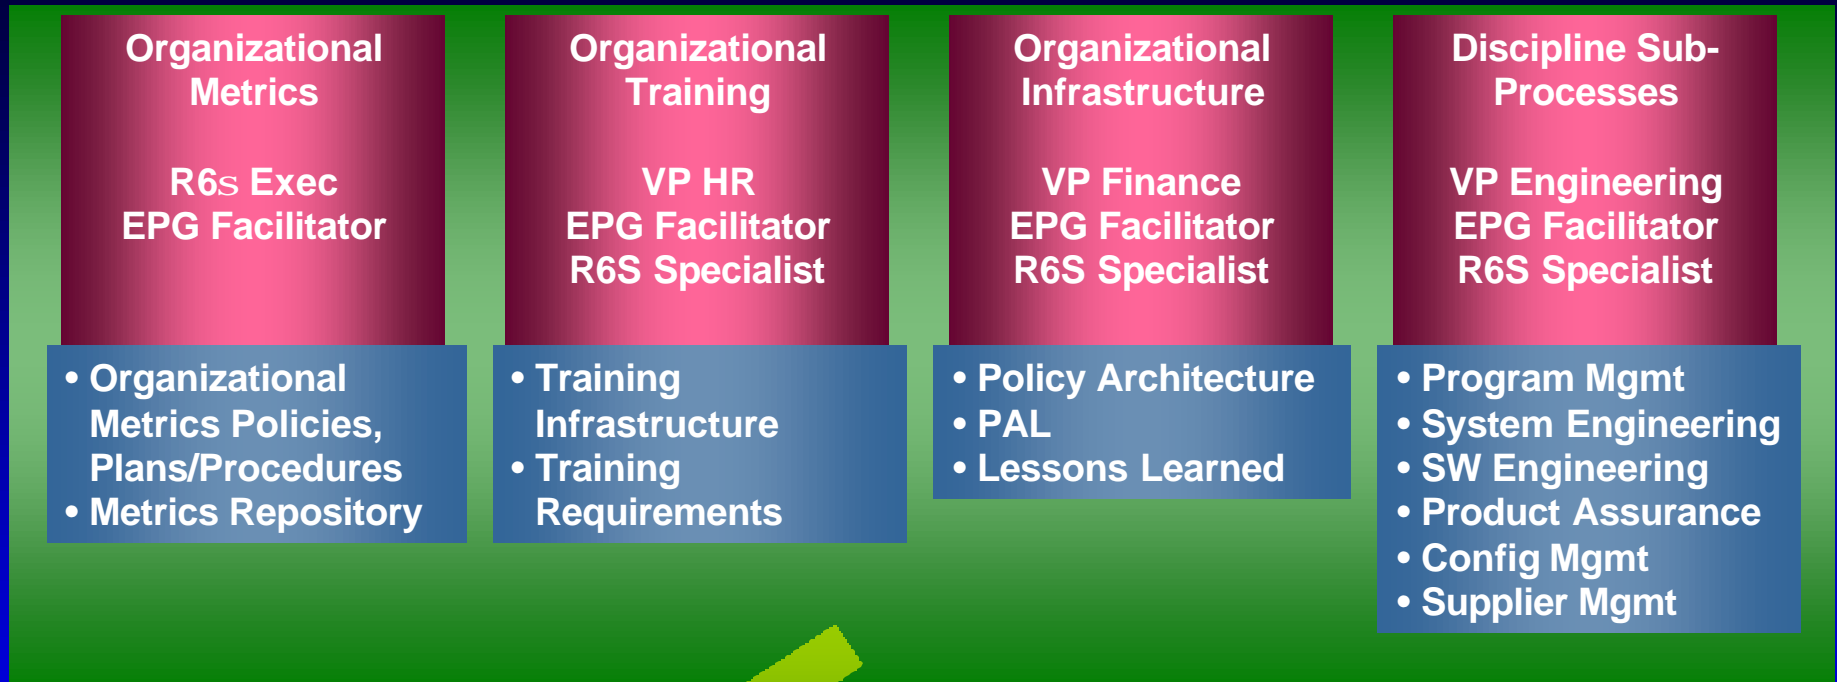 Organizational
Metrics
R6s Exec
EPG Facilitator
• Organizational
Metrics Policies,
Plans/Procedures
• Metrics Repository
Organizational
Training
VP HR
EPG Facilitator
R6S Specialist
• Training
Infrastructure
• Training
Requirements
Organizational
Infrastructure
VP Finance
EPG Facilitator
R6S Specialist
• Policy Architecture
• PAL
• Lessons Learned
Discipline Sub-
Processes
VP Engineering
EPG Facilitator
R6S Specialist
• Program Mgmt
• System Engineering
• SW Engineering
• Product Assurance
• Config Mgmt
• Supplier Mgmt